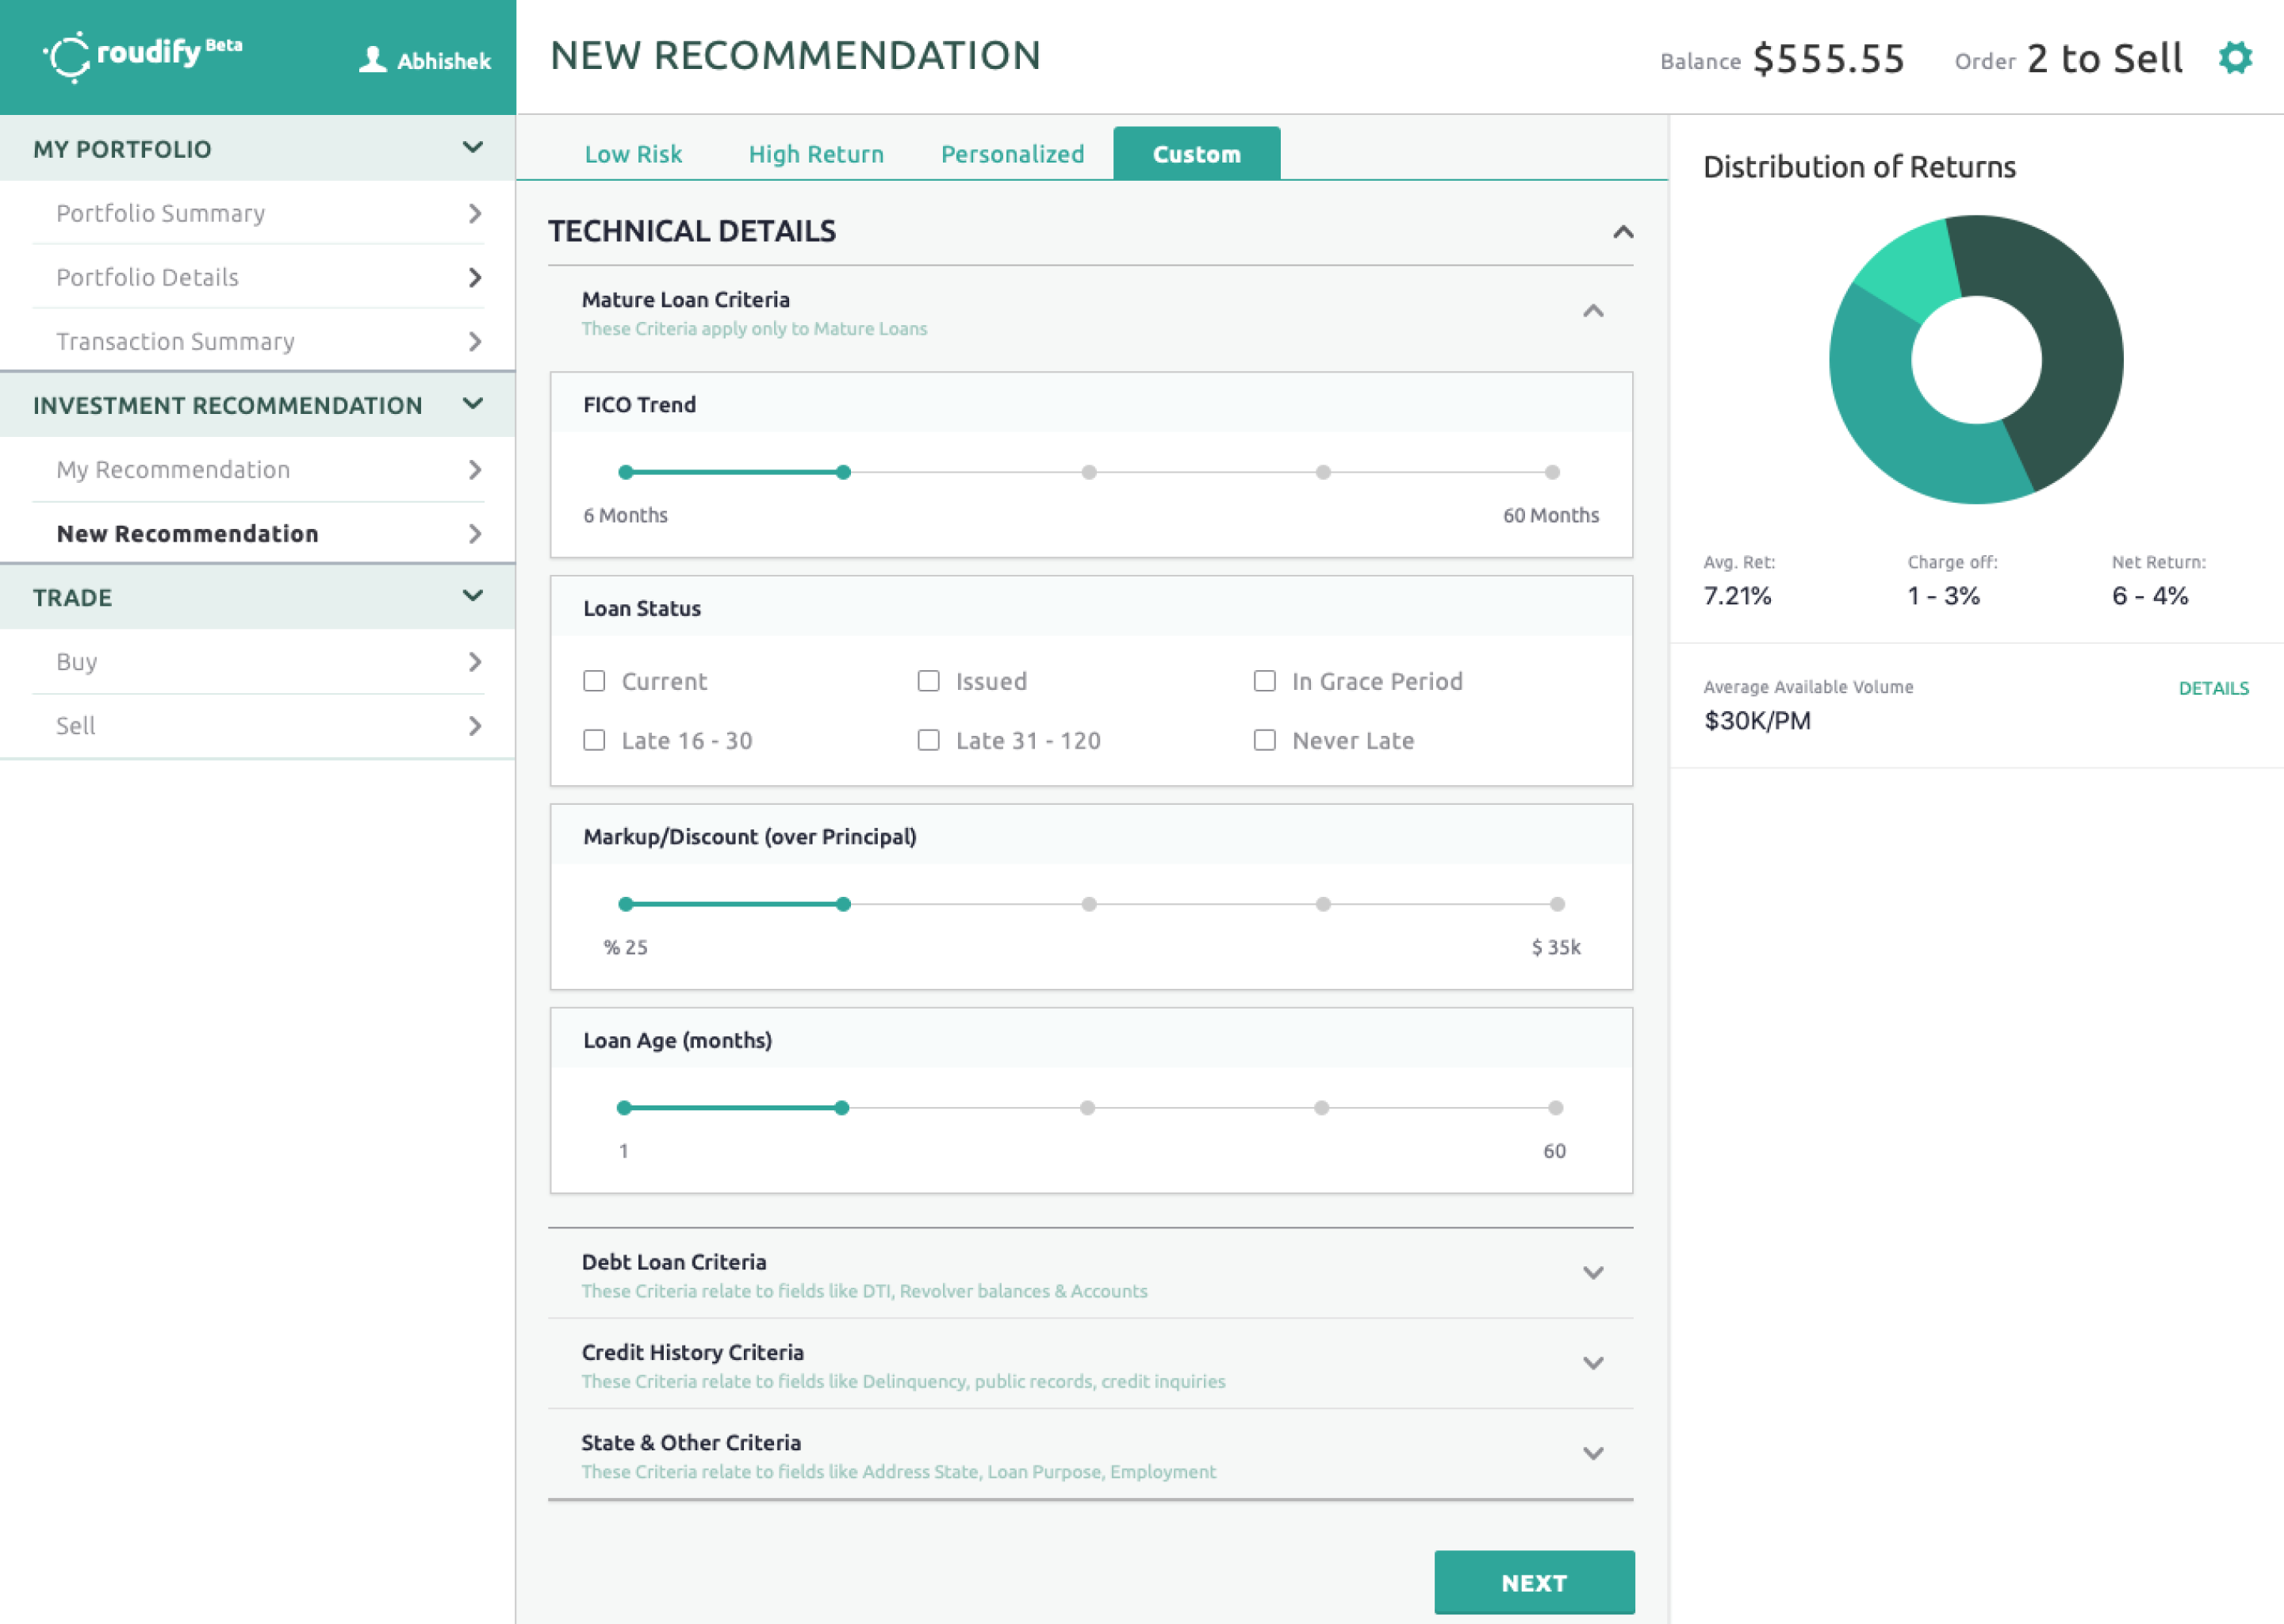 roudify Beta
Abhishek
NEW RECOMMENDATION
Balance $555.55
Order 2 to Sell
MY PORTFOLIO
Portfolio Summary
Portfolio Details
Transaction Summary
INVESTMENT RECOMMENDATION
My Recommendation
New Recommendation
TRADE
Buy
Sell
Low Risk
High Return
Personalized
Custom
TECHNICAL DETAILS
Mature Loan Criteria
These Criteria apply only to Mature Loans
FICO Trend
6 Months
60 Months
Loan Status
Current
Issued
In Grace Period
Late 16 - 30
Late 31 - 120
Never Late
Markup/Discount (over Principal)
% 25
$ 35k
Loan Age (months)
1
60
Debt Loan Criteria
These Criteria relate to fields like DTI, Revolver balances & Accounts
Credit History Criteria
These Criteria relate to fields like Delinquency, public records, credit inquiries
State & Other Criteria
These Criteria relate to fields like Address State, Loan Purpose, Employment
NEXT
Distribution of Returns
Avg. Ret:
7.21%
Charge off:
1 - 3%
Net Return:
6 - 4%
Average Available Volume
$30K/PM
DETAILS